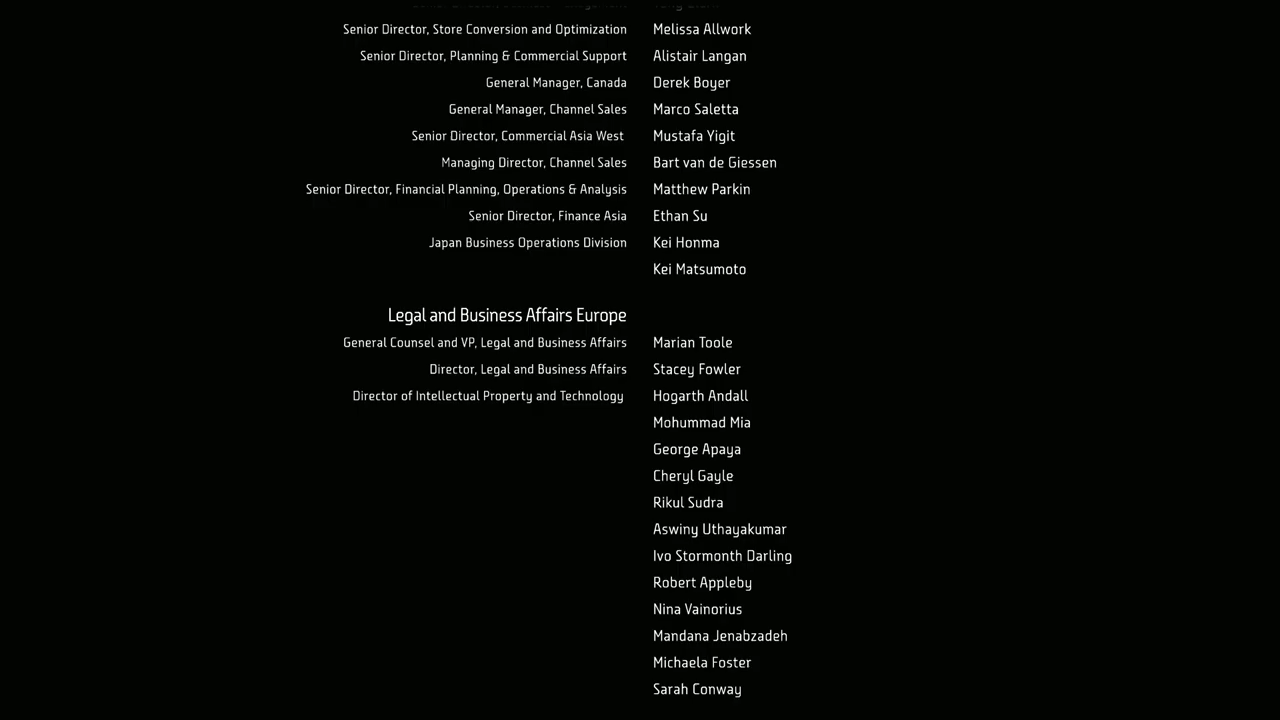 Senior Director, Store Conversion and Optimization Melissa Allwork
Senior Director, Planning & Commercial Support Alistair Langan
General Manager, Canada Derek Boyer
General Manager, Channel Sales Marco Saletta
Senior Director, Commercial Asia West Mustafa Yigit
Managing Director, Channel Sales Bart van de Giessen
Senior Director, Financial Planning, Operations & Analysis Matthew Parkin
Senior Director, Finance Asia Ethan Su
Japan Business Operations Division Kei Honma
Kei Matsumoto
Legal and Business Affairs Europe
General Counsel and VP, Legal and Business Affairs Marian Toole
Director, Legal and Business Affairs Stacey Fowler
Director of Intellectual Property and Technology Hogarth Andall
Mohummad Mia
George Apaya
Cheryl Gayle
Rikul Sudra
Aswiny Uthayakumar
Ivo Stormonth Darling
Robert Appleby
Nina Vainorius
Mandana Jenabzadeh
Michaela Foster
Sarah Conway